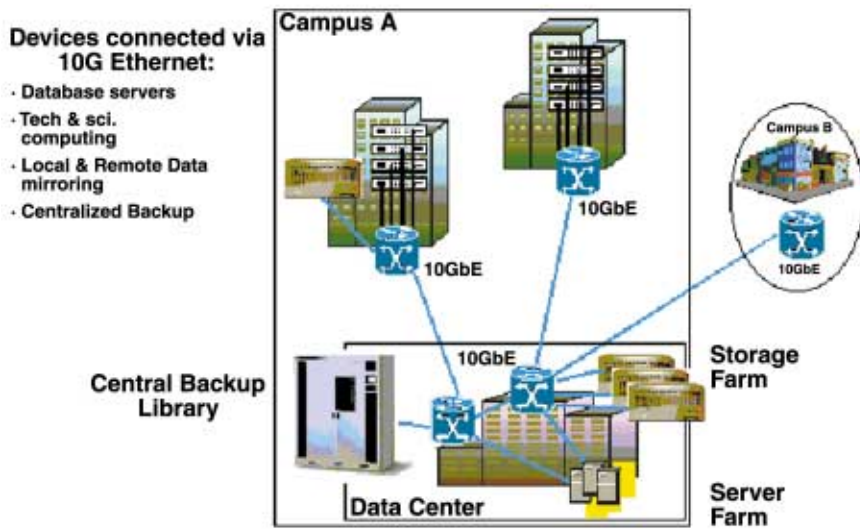 Devices connected via
10G Ethernet:
· Database servers
· Tech & sci.
computing
· Local & Remote Data
mirroring
· Centralized Backup
Campus A
Campus B
10GbE
10GbE
10GbE
10GbE
Central Backup
Library
Storage
Farm
Data Center
Server
Farm